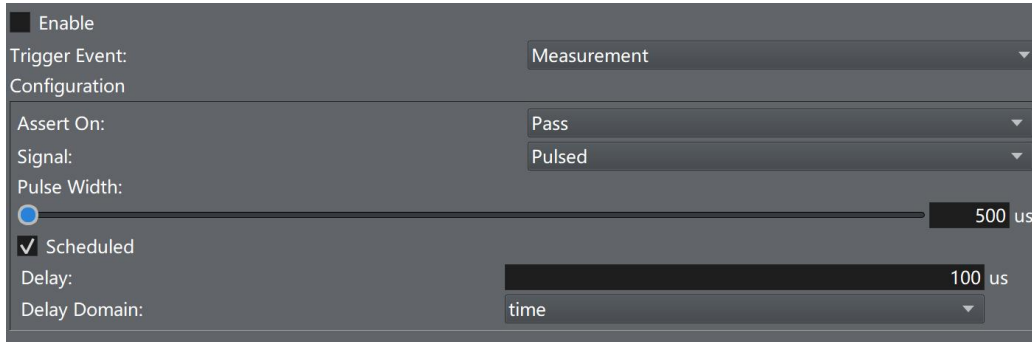 Enable
Trigger Event: Measurement
Configuration
Assert On: Pass
Signal: Pulsed
Pulse Width:
500 us
Scheduled
Delay: 100 us
Delay Domain: time